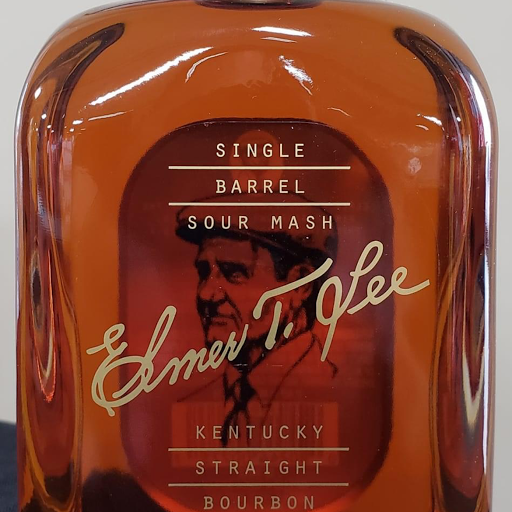 SINGLE
BARREL
SOUR MASH
Elmer T. Lee
KENTUCKY
STRAIGHT
BOURBON